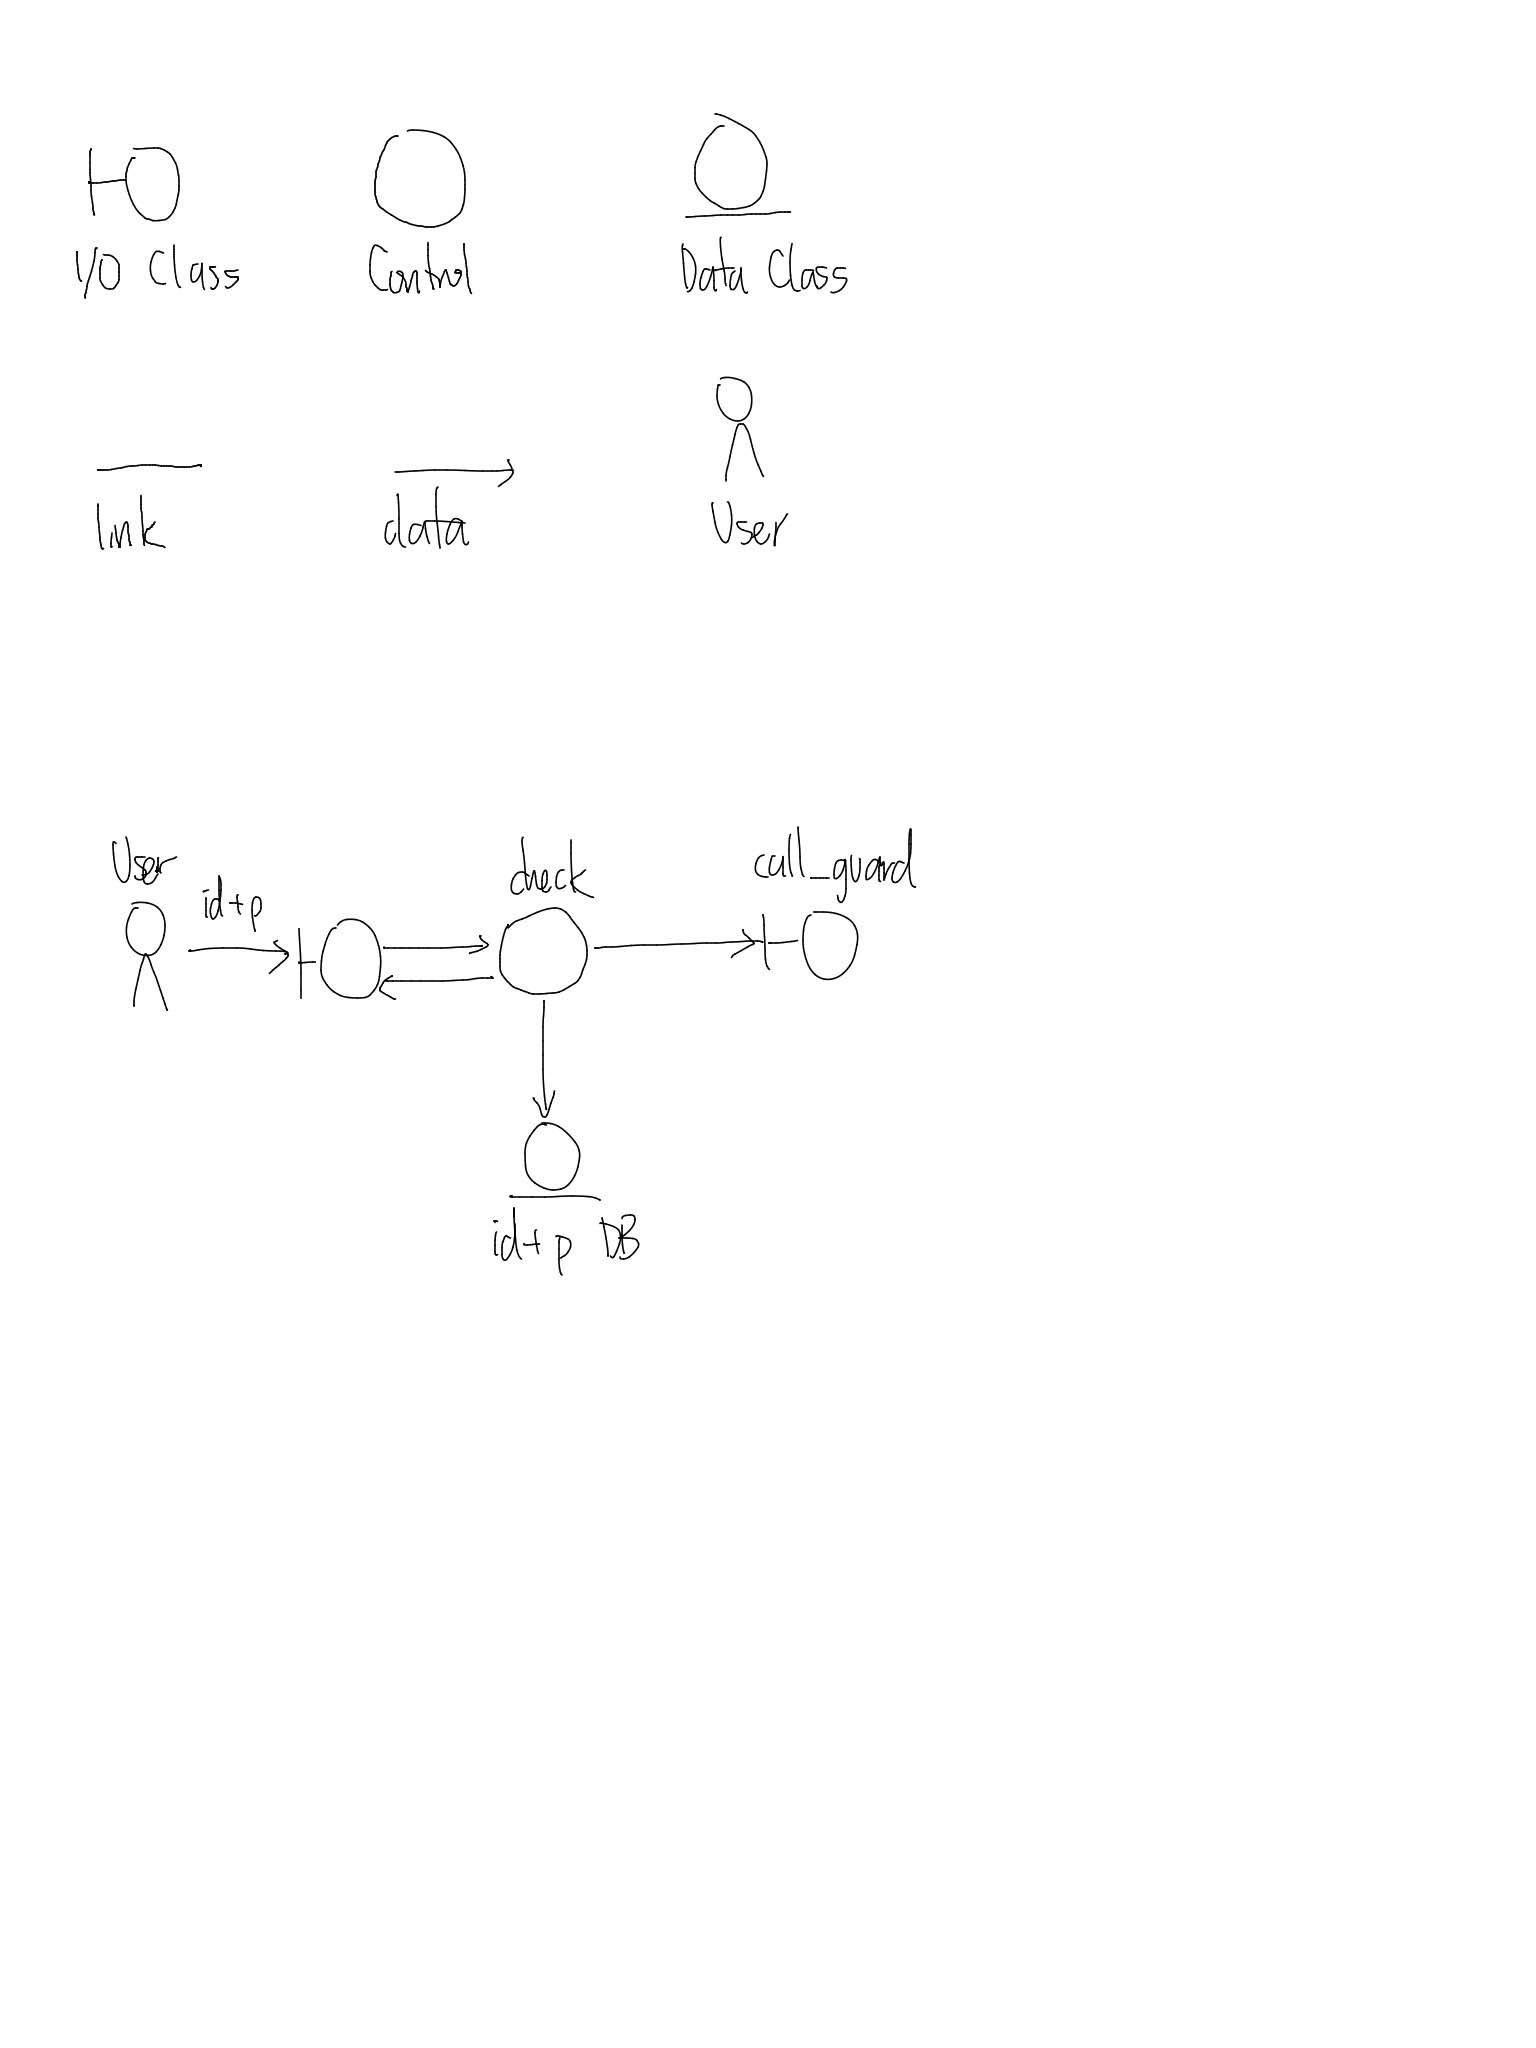 I/O Class Control Data Class
link data User
User check call_guard
id+p
id+p DB